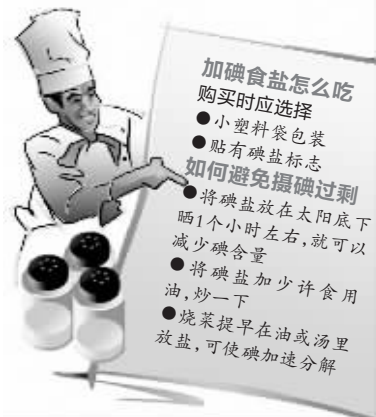 加碘食盐怎么吃
购买时应选择
●小塑料袋包装
●贴有碘盐标志
如何避免摄碘过剩
●将碘盐放在太阳底下
晒1个小时左右,就可以
减少碘含量
●将碘盐加少许食用
油,炒一下
●烧菜提早在油或汤里
放盐,可使碘加速分解